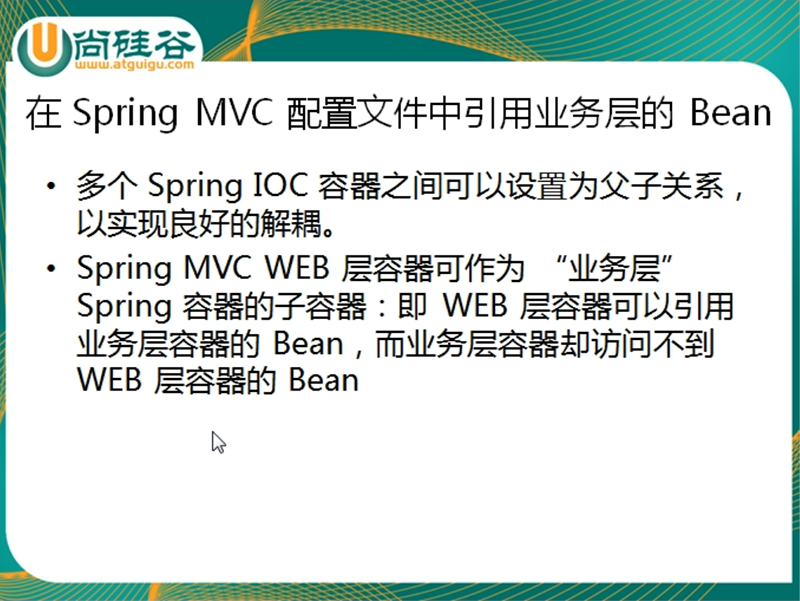 尚硅谷
www.atguigu.com
在 Spring MVC 配置文件中引用业务层的 Bean
• 多个 Spring IOC 容器之间可以设置为父子关系，
以实现良好的解耦。
• Spring MVC WEB 层容器可作为 “业务层”
Spring 容器的子容器：即 WEB 层容器可以引用
业务层容器的 Bean，而业务层容器却访问不到
WEB 层容器的 Bean